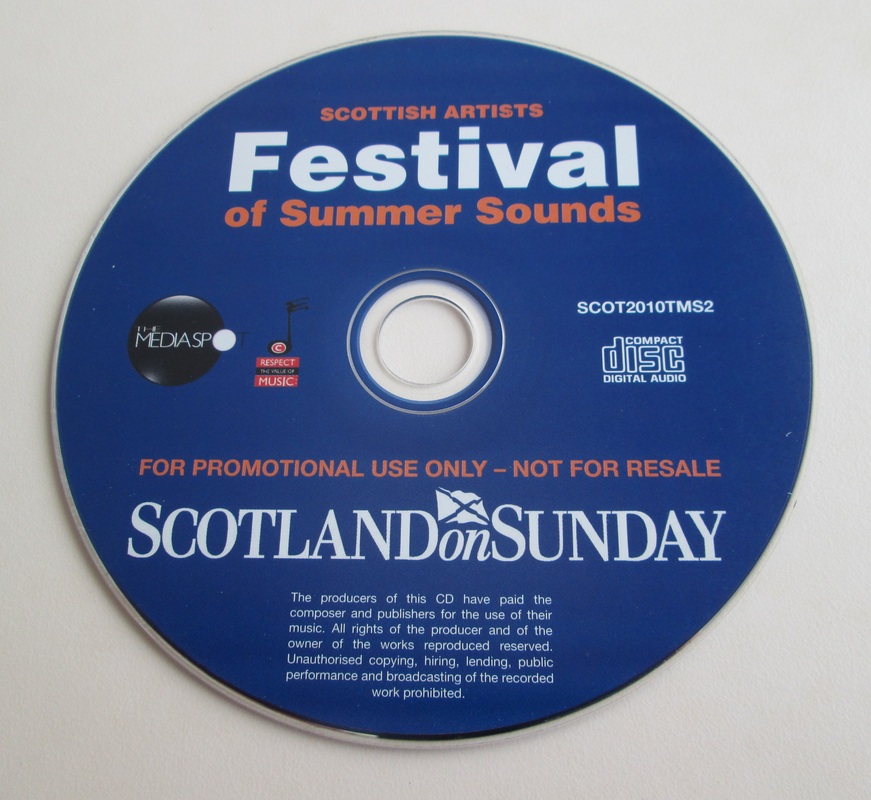 SCOTTISH ARTISTS
Festival
of Summer Sounds
THE
MEDIASPOT
C
RESPECT
THE VALUE OF
MUSIC
SCOT2010TMS2
COMPACT
disc
DIGITAL AUDIO
FOR PROMOTIONAL USE ONLY – NOT FOR RESALE
SCOTLANDonSUNDAY
The producers of this CD have paid the
composer and publishers for the use of their
music. All rights of the producer and of the
owner of the works reproduced reserved.
Unauthorised copying, hiring, lending, public
performance and broadcasting of the recorded
work prohibited.